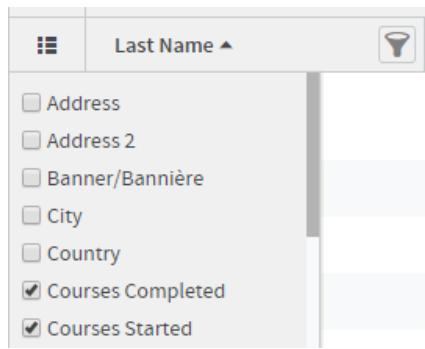 Last Name
Address
Address 2
Banner/Bannière
City
Country
Courses Completed
Courses Started